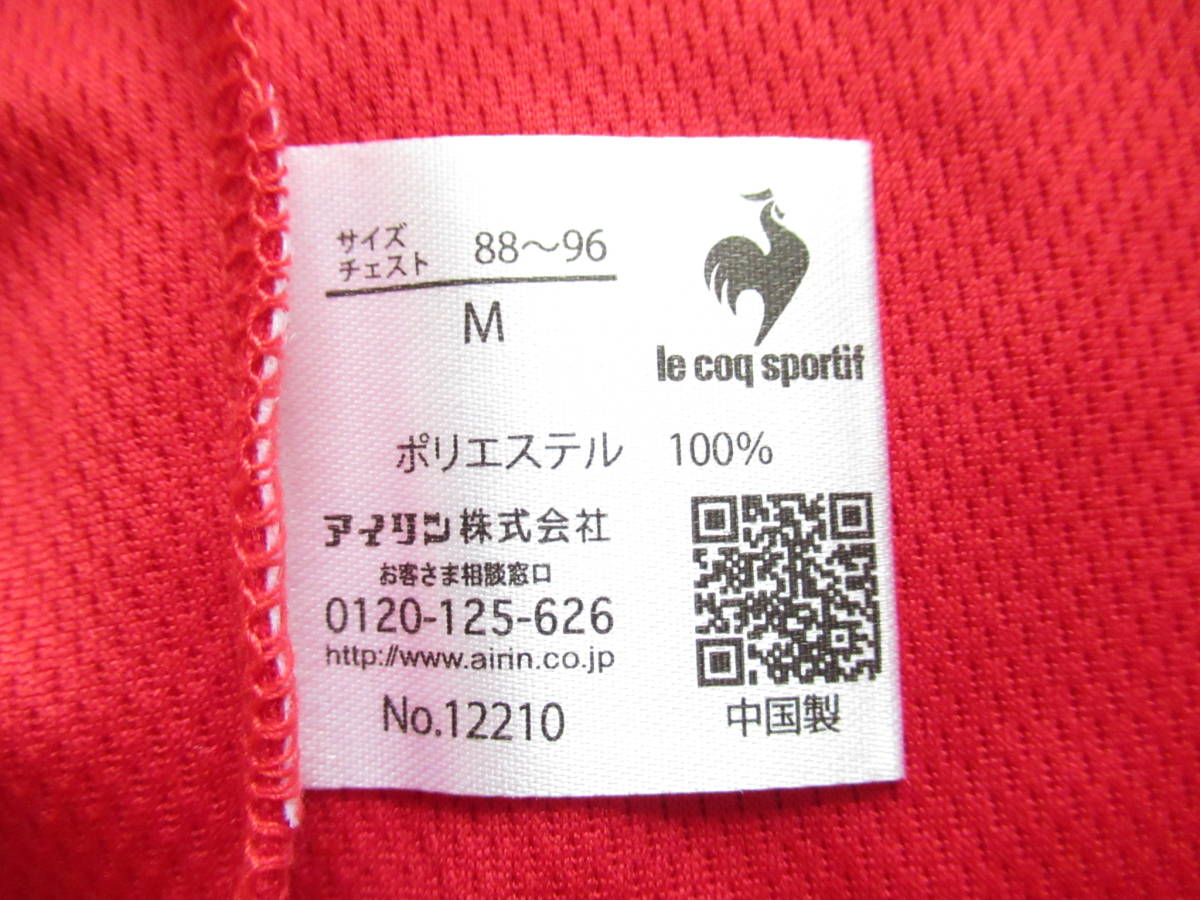 サイズ
チェスト 88～96
M
le coq sportif
ポリエステル 100%
アイリン株式会社
お客さま相談窓口
0120-125-626
http://www.airin.co.jp
No.12210
中国製